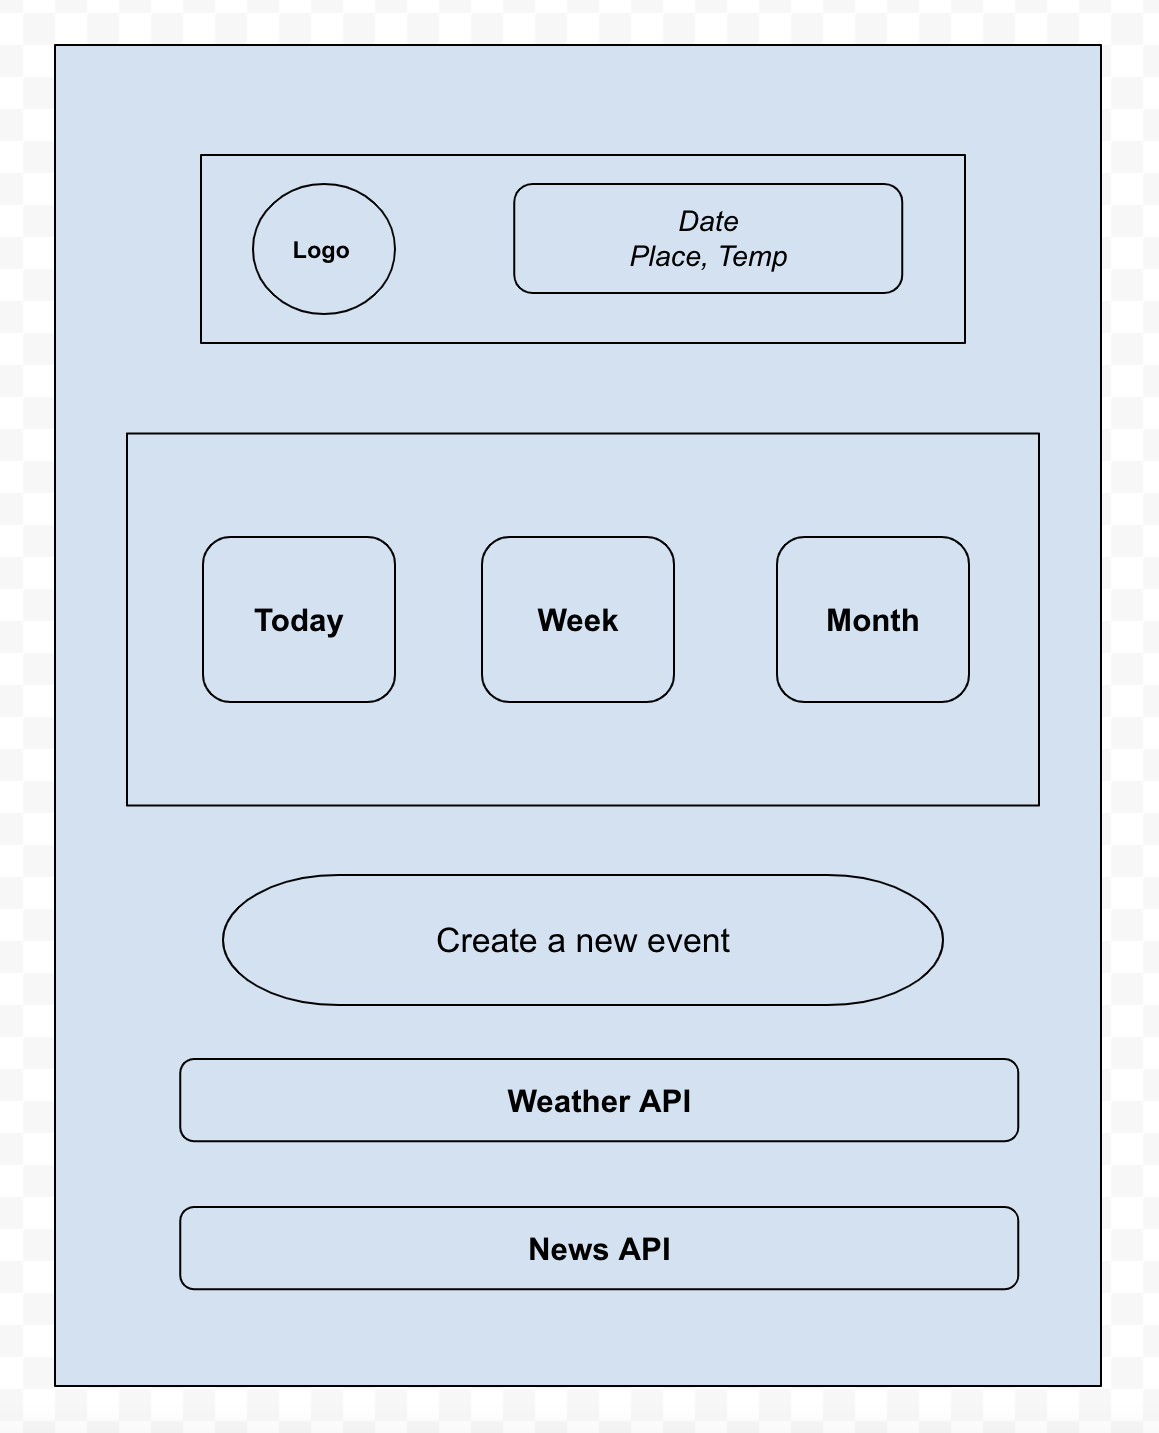 Logo
Date
Place, Temp
Today
Week
Month
Create a new event
Weather API
News API